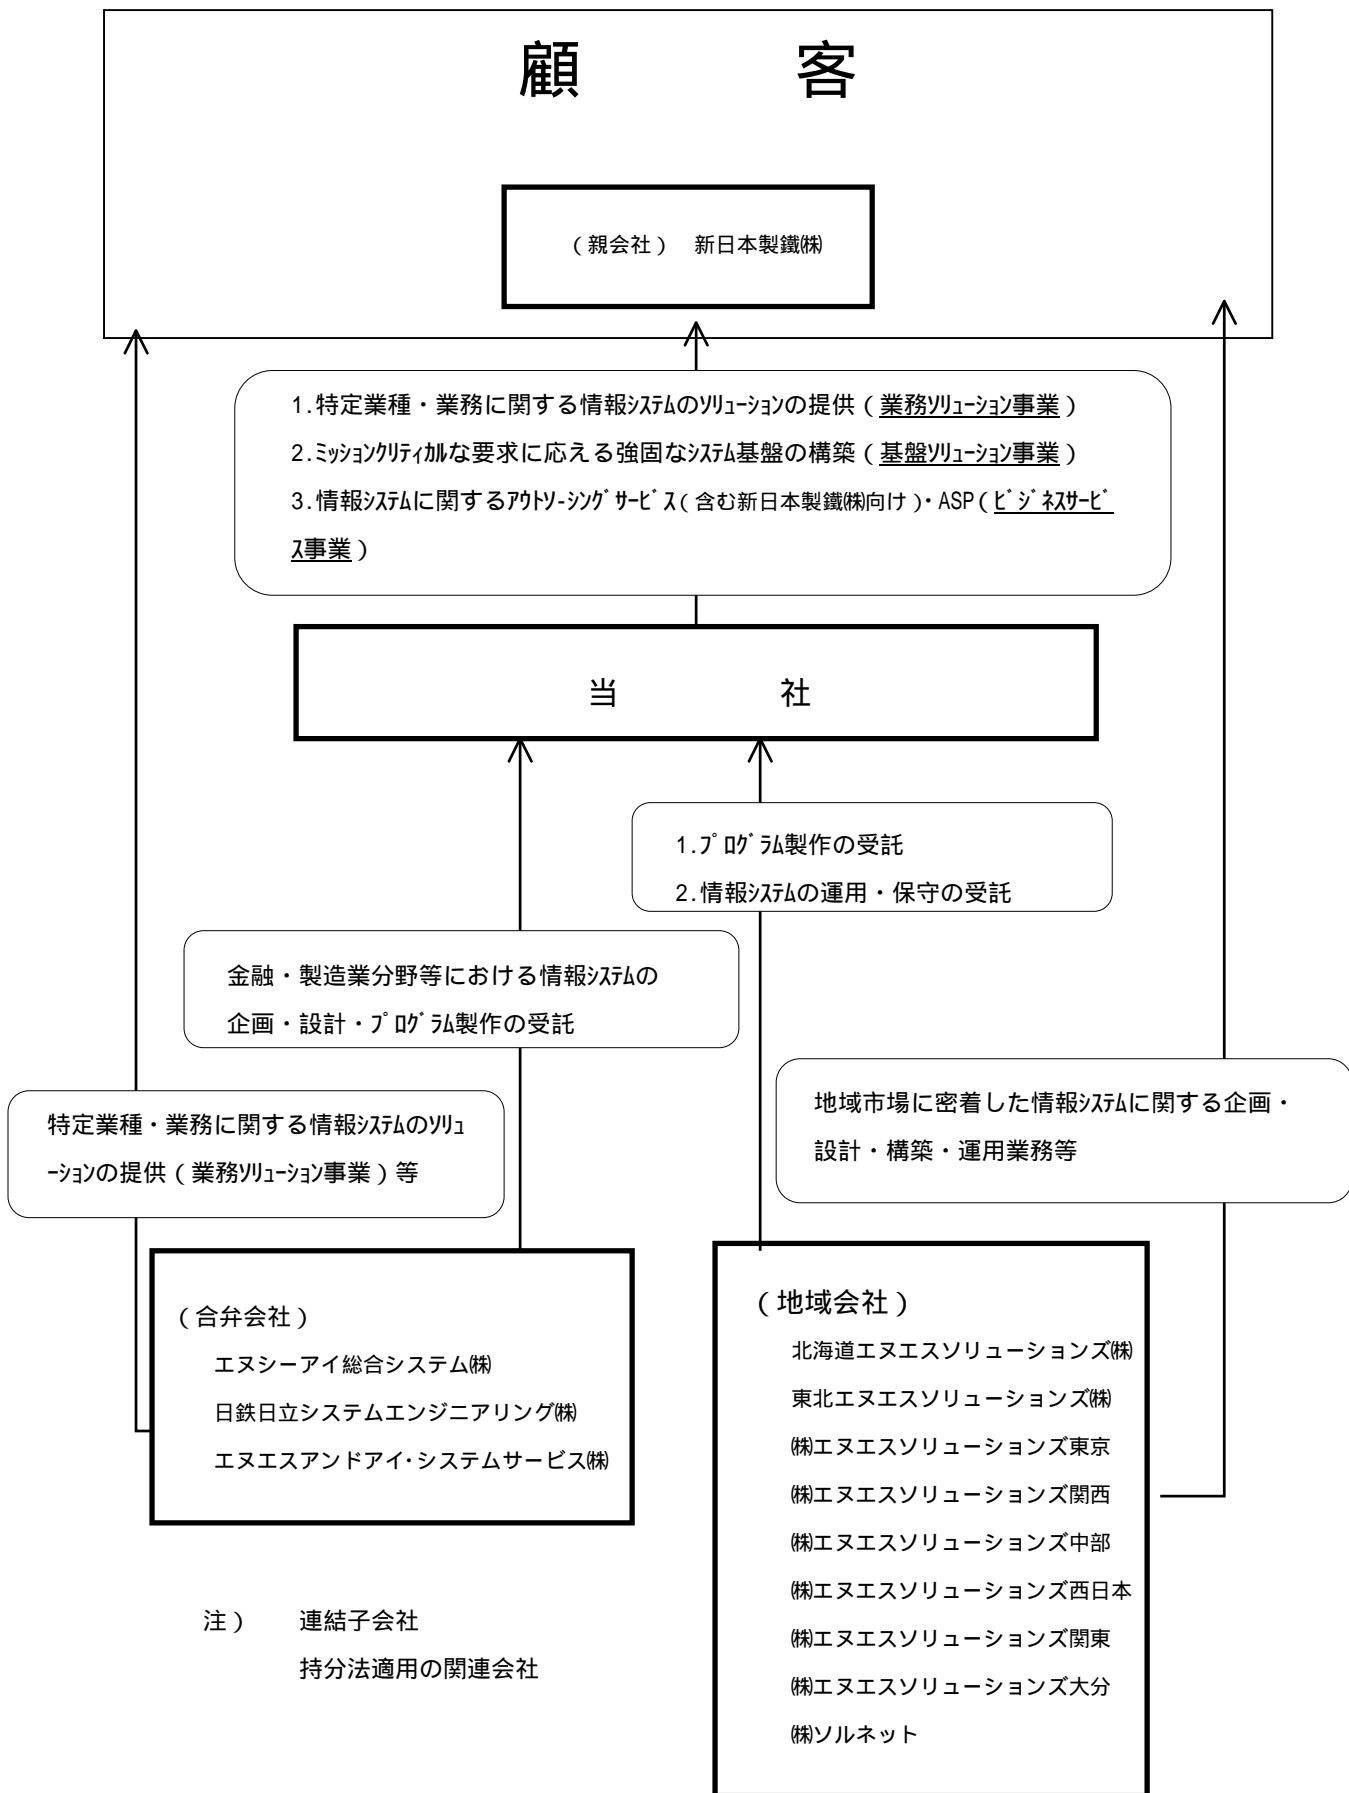 顧 客
（親会社） 新日本製鐵㈱
1.特定業種・業務に関する情報ｼｽﾃﾑのｿﾘｭｰｼｮﾝの提供（業務ｿﾘｭｰｼｮﾝ事業）
2.ﾐｯｼｮﾝｸﾘﾃｨｶﾙな要求に応える強固なｼｽﾃﾑ基盤の構築（基盤ｿﾘｭｰｼｮﾝ事業）
3.情報ｼｽﾃﾑに関するｱｳﾄｿｰｼﾝｸﾞｻｰﾋﾞｽ（含む新日本製鐵㈱向け）・ASP（ﾋﾞｼﾞﾈｽｻｰﾋﾞ
ｽ事業）
当 社
1.ﾌﾟﾛｸﾞﾗﾑ製作の受託
2.情報ｼｽﾃﾑの運用・保守の受託
金融・製造業分野等における情報ｼｽﾃﾑの
企画・設計・ﾌﾟﾛｸﾞﾗﾑ製作の受託
特定業種・業務に関する情報ｼｽﾃﾑのｿﾘｭ
ｰｼｮﾝの提供（業務ｿﾘｭｰｼｮﾝ事業）等
地域市場に密着した情報ｼｽﾃﾑに関する企画・
設計・構築・運用業務等
（合弁会社）
エヌシーアイ総合システム㈱
日鉄日立システムエンジニアリング㈱
エヌエスアンドアイ･システムサービス㈱
（地域会社）
北海道エヌエスソリューションズ㈱
東北エヌエスソリューションズ㈱
㈱エヌエスソリューションズ東京
㈱エヌエスソリューションズ関西
㈱エヌエスソリューションズ中部
㈱エヌエスソリューションズ西日本
㈱エヌエスソリューションズ関東
㈱エヌエスソリューションズ大分
㈱ソルネット
注） 連結子会社
持分法適用の関連会社